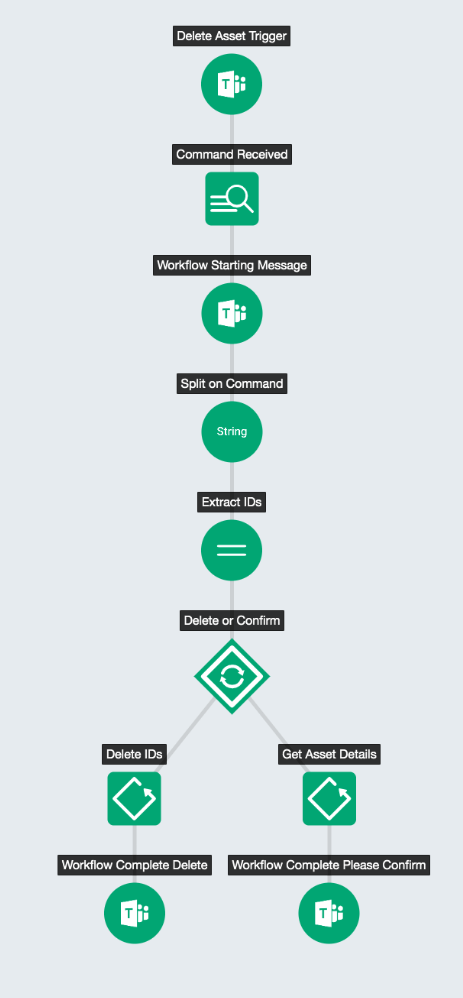 Delete Asset Trigger
T
Command Received
Workflow Starting Message
T
Split on Command
String
Extract IDs
Delete or Confirm
Delete IDs
Get Asset Details
Workflow Complete Delete
Workflow Complete Please Confirm
T
T